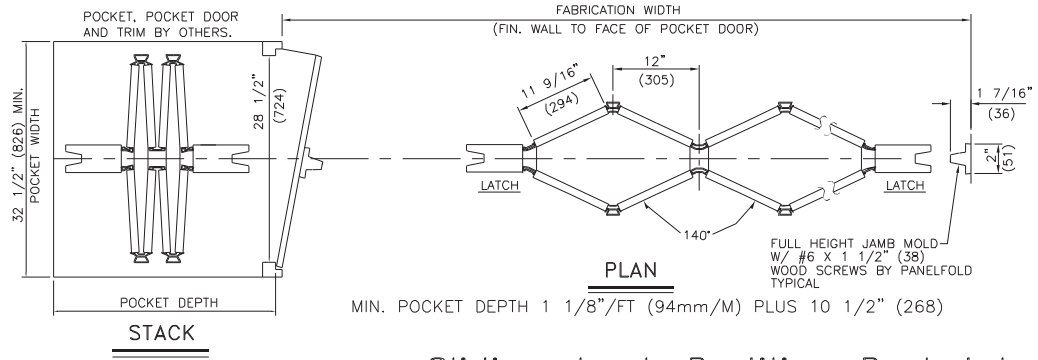 POCKET, POCKET DOOR
AND TRIM BY OTHERS.
FABRICATION WIDTH
(FIN. WALL TO FACE OF POCKET DOOR)
32 1/2" (826) MIN.
POCKET WIDTH
28 1/2"
(724)
11 9/16"
(294)
12"
(305)
1 7/16"
(36)
2"
(51)
LATCH
LATCH
140°
FULL HEIGHT JAMB MOLD
W/ #6 X 1 1/2" (38)
WOOD SCREWS BY PANELFOLD
TYPICAL
POCKET DEPTH
STACK
PLAN
MIN. POCKET DEPTH 1 1/8"/FT (94mm/M) PLUS 10 1/2" (268)